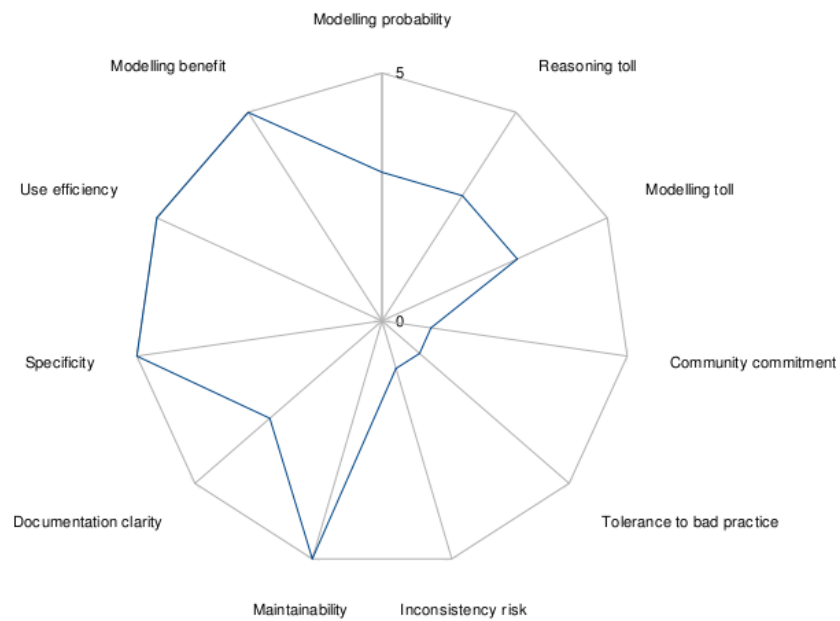 Modelling probability
Modelling benefit
Reasoning toll
5
Use efficiency
Modelling toll
0
Specificity
Community commitment
Documentation clarity
Tolerance to bad practice
Maintainability
Inconsistency risk